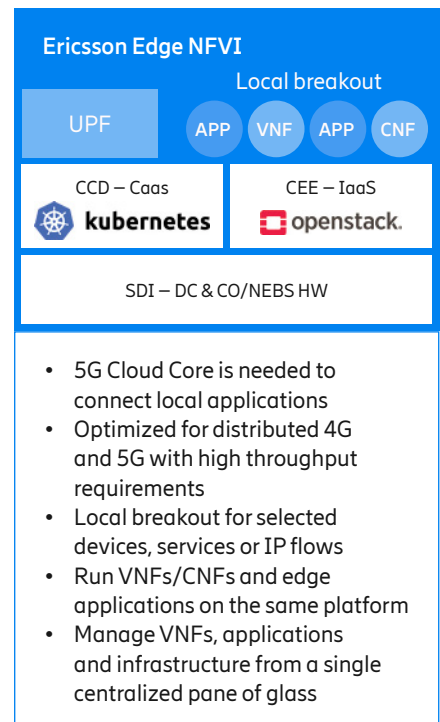 Ericsson Edge NFVI
Local breakout
UPF
APP
VNF
APP
CNF
CCD – Caas
kubernetes
CEE – IaaS
openstack.
SDI – DC & CO/NEBS HW
• 5G Cloud Core is needed to
connect local applications
• Optimized for distributed 4G
and 5G with high throughput
requirements
• Local breakout for selected
devices, services or IP flows
• Run VNFs/CNFs and edge
applications on the same platform
• Manage VNFs, applications
and infrastructure from a single
centralized pane of glass